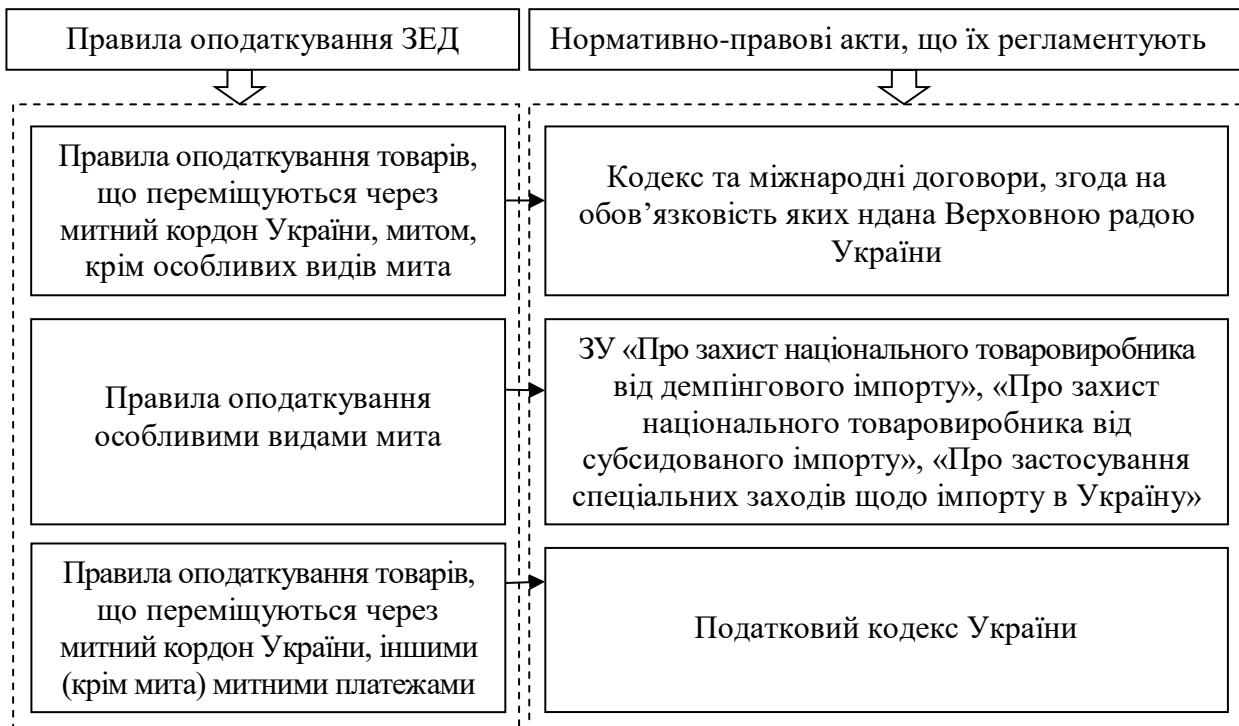 Правила оподаткування ЗЕД
Нормативно-правові акти, що їх регламентують
Правила оподаткування товарів,
що переміщуються через
митний кордон України, митом,
крім особливих видів мита
Кодекс та міжнародні договори, згода на
обов’язковість яких ндана Верховною радою
України
Правила оподаткування
особливими видами мита
ЗУ «Про захист національного товаровиробника
від демпінгового імпорту», «Про захист
національного товаровиробника від
субсидованого імпорту», «Про застосування
спеціальних заходів щодо імпорту в Україну»
Правила оподаткування товарів,
що переміщуються через
митний кордон України, іншими
(крім мита) митними платежами
Податковий кодекс України